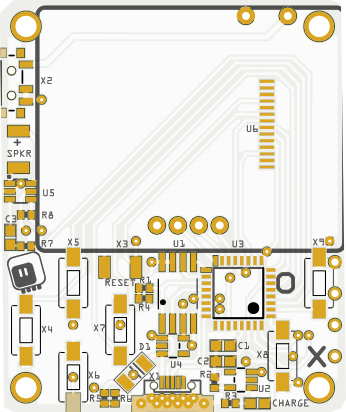 X2
U6
+
SPKR
U5
C3
R8
R7
X5
X3
U1
U3
X9
RESET
R1
R4
X4
X7
D1
U4
C1
C2
X8
X6
X1
R2
U2
R5
R6
R3
CHARGE